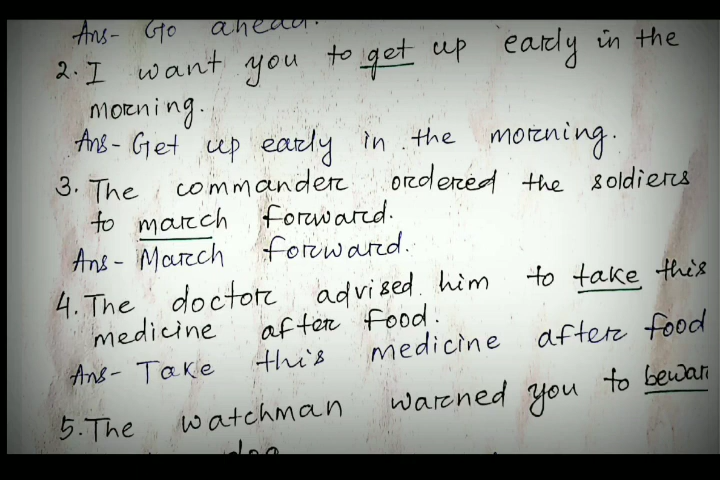 Ans- Go ahead.
2. I want you to get up early in the
morning.
Ans- Get up early in the morning.
3. The commander ordered the soldiers
to march forward.
Ans- March forward.
4. The doctor advised him to take this
medicine after food.
Ans- Take this medicine after food
5. The watchman warned you to
dog